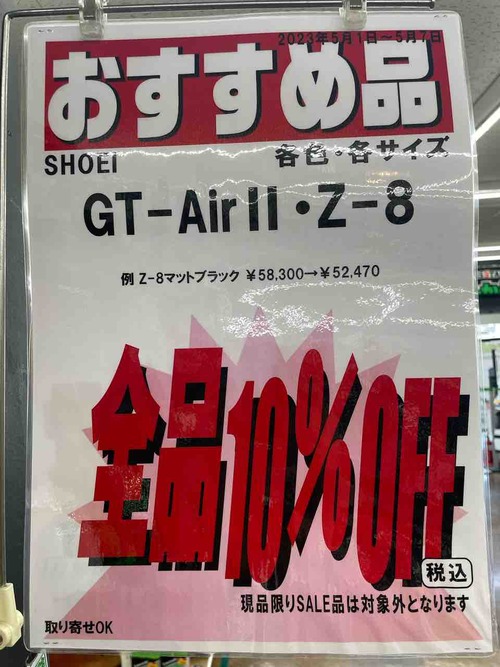 2023年5月1日～5月7日
おすすめ品
SHOEI
各色・各サイズ
GT-Air II・Z-8
例 Z-8マットブラック ￥58,300→￥52,470
全品10%OFF
税込
現品限りSALE品は対象外となります
取り寄せOK